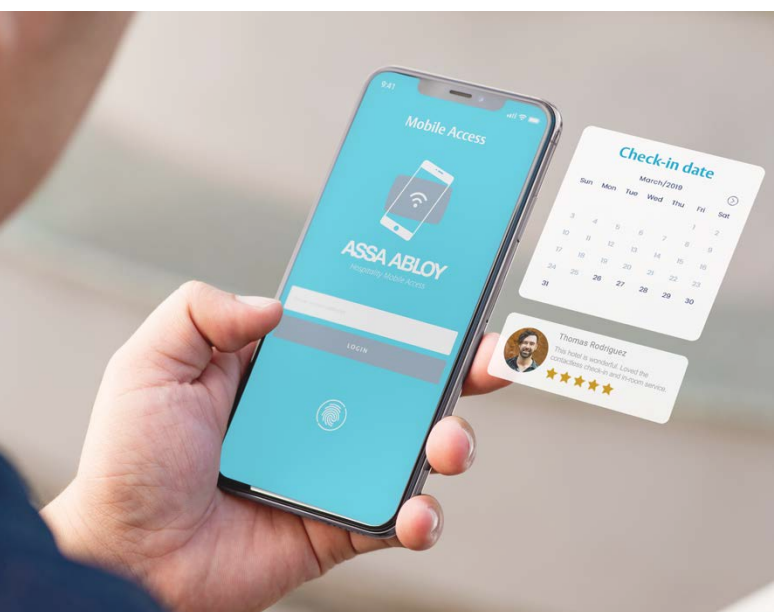 9:41
Mobile Access
ASSA ABLOY
Hospitality Mobile Access
LOGIN
Check-in date
March/2019
Sun Mon Tue Wed Thu Fri Sat
1 2
3 4 5 6 7 8 9
10 11 12 13 14 15 16
17 18 19 20 21 22 23
24 25 26 27 28 29 30
31
Thomas Rodriguez
This hotel is wonderful. Loved the
contactless check-in and in-room service.